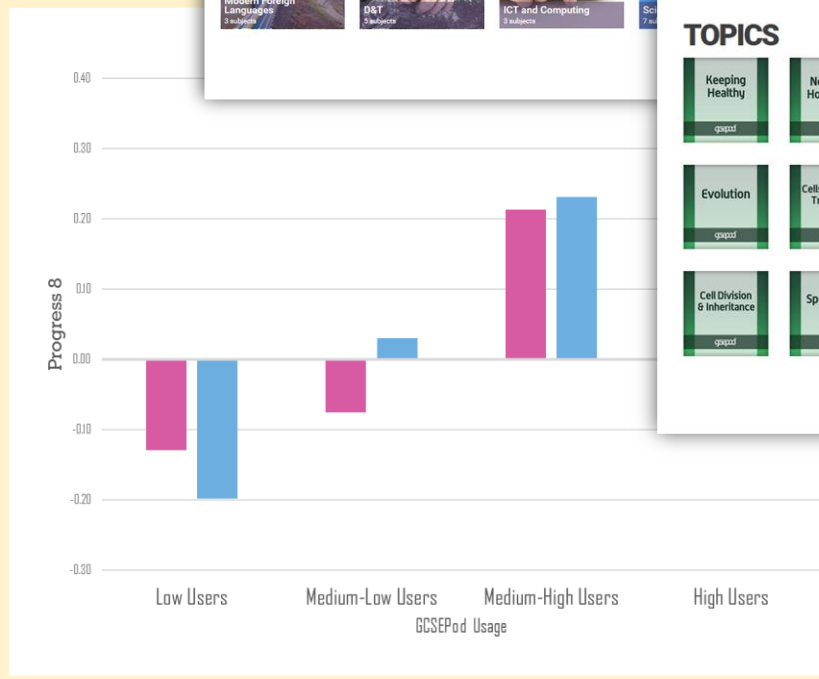 Modern Foreign
Languages
3 subjects
D&T
5 subjects
ICT and Computing
3 subjects
TOPICS
Keeping
Healthy
gcsepod
Evolution
gcsepod
Cell Division
& Inheritance
gcsepod
0.40
0.30
0.20
0.10
0.00
-0.10
-0.20
-0.30
Progress 8
Low Users
Medium-Low Users
Medium-High Users
High Users
GCSEPod Usage